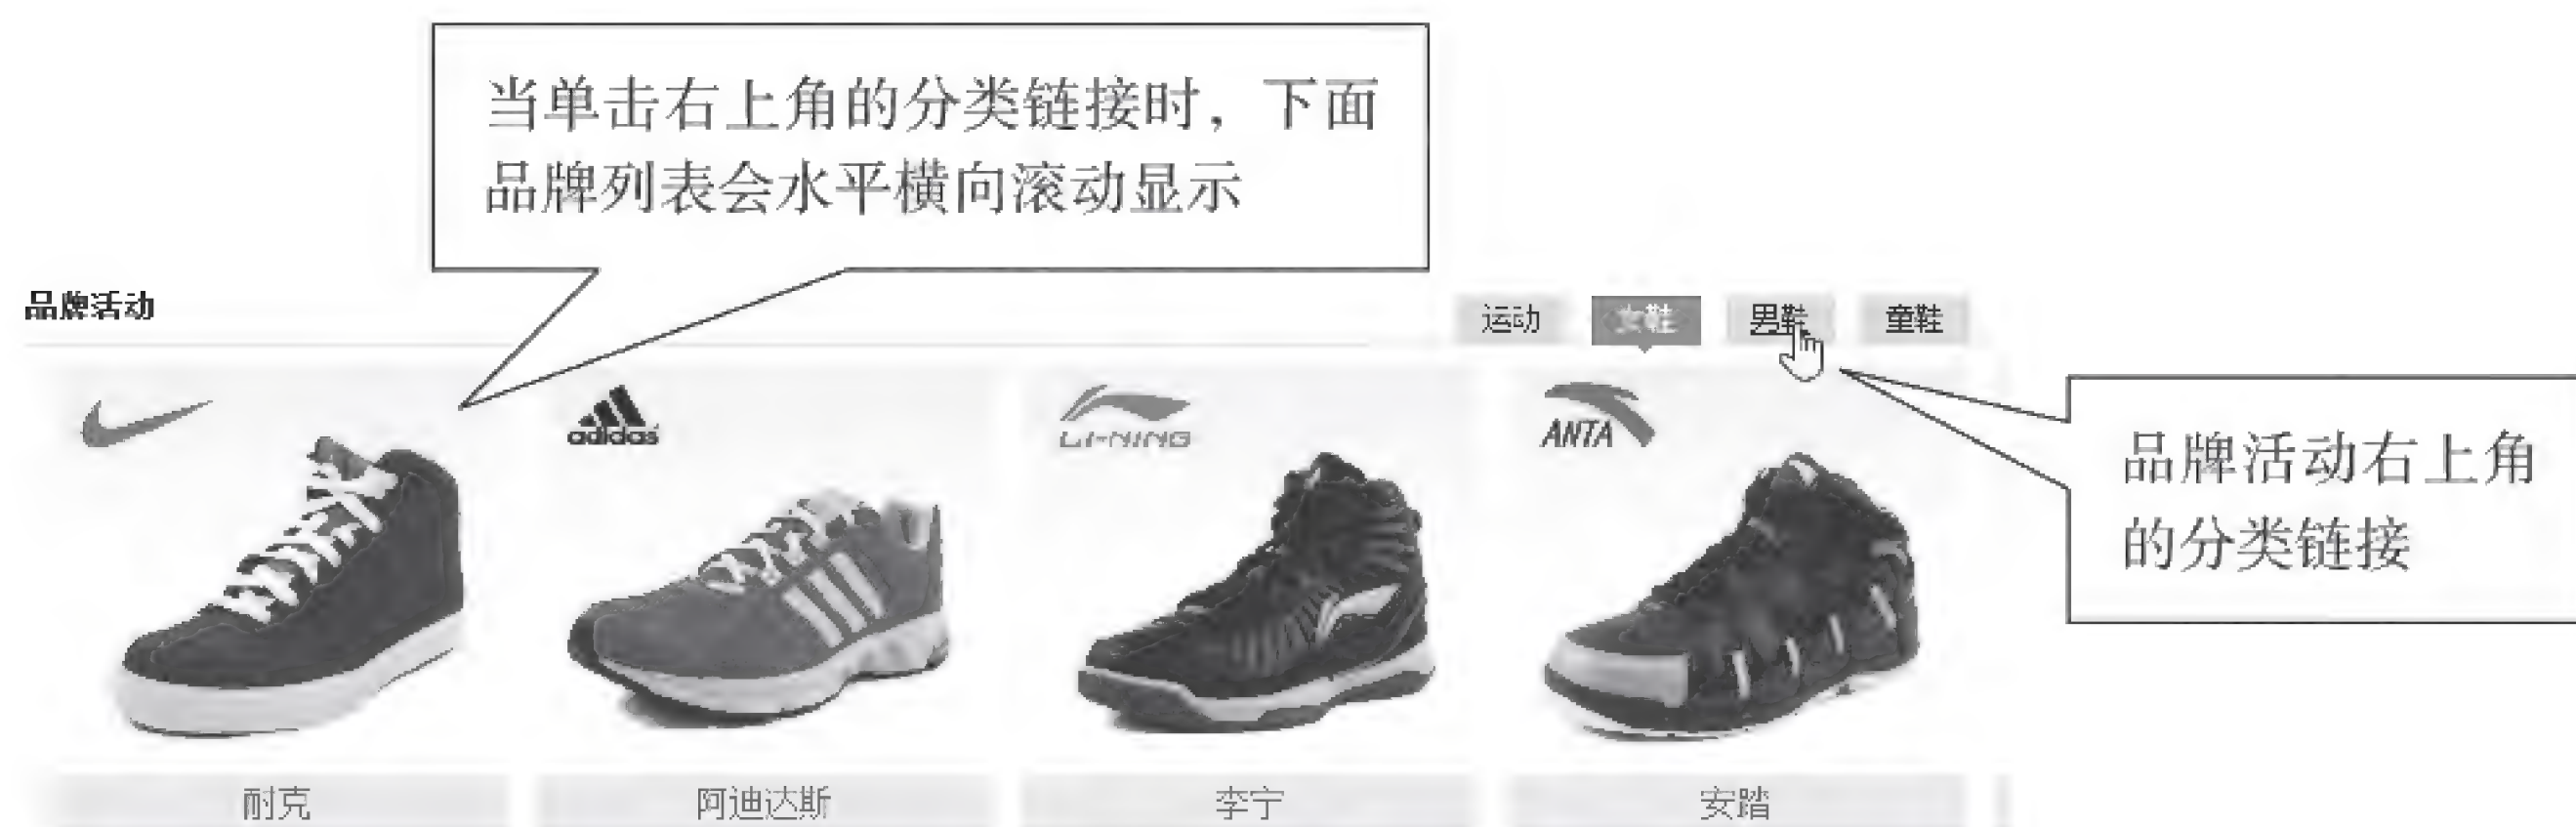 当单击右上角的分类链接时，下面
品牌列表会水平横向滚动显示
品牌活动
运动 女鞋 男鞋 童鞋
adidas
LI-NING
ANTA
品牌活动右上角
的分类链接
耐克 阿迪达斯 李宁 安踏